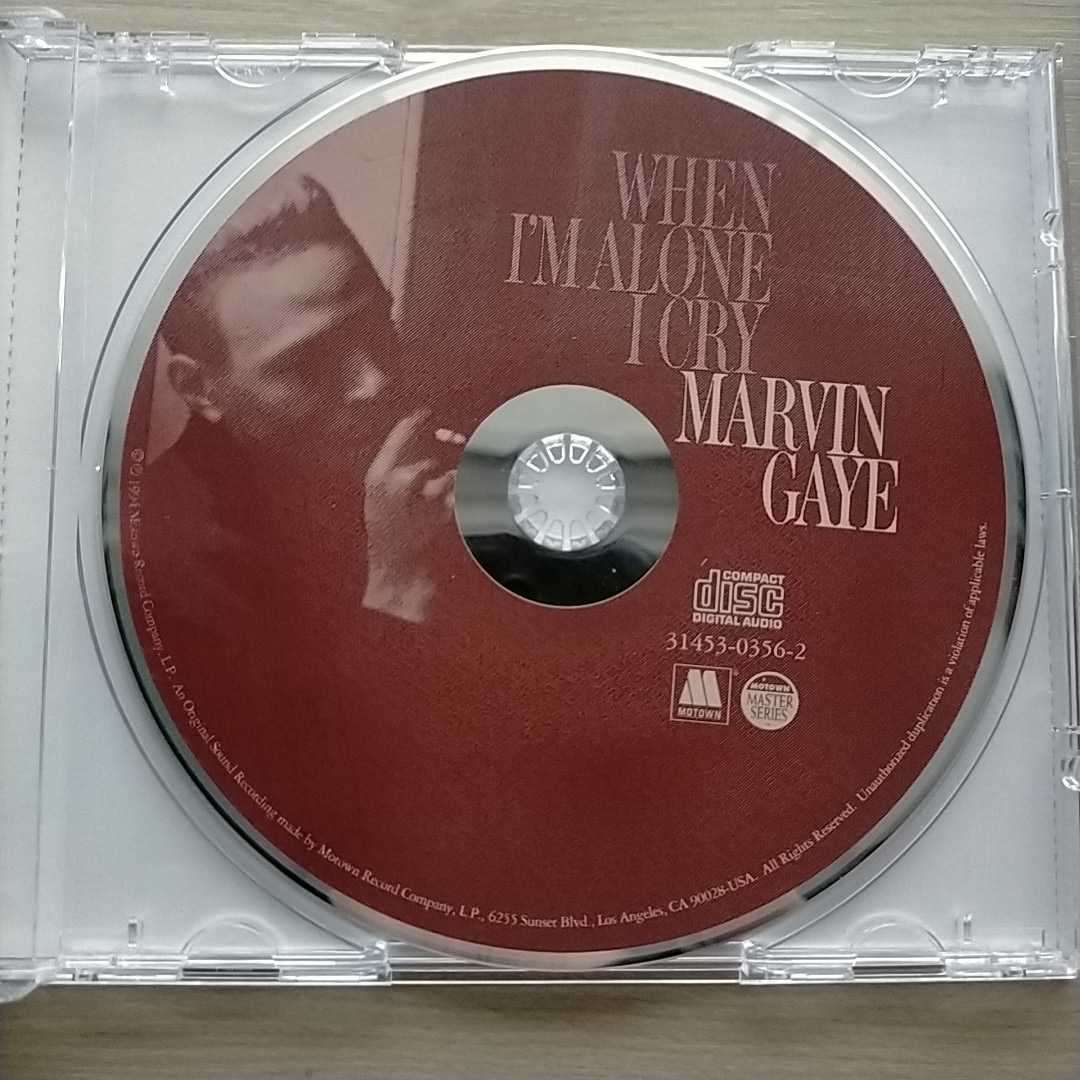 WHEN
I'M ALONE
I CRY
MARVIN
GAYE
COMPACT
disc
DIGITAL AUDIO
31453-0356-2
MOTOWN
MOTOWN
MASTER
SERIES
Ⓟ © 1994 Motown Record Company, L.P. An Original Sound Recording made by Motown Record Company, L.P., 6255 Sunset Blvd., Los Angeles, CA 90028-USA. All Rights Reserved. Unauthorized duplication is a violation of applicable laws.